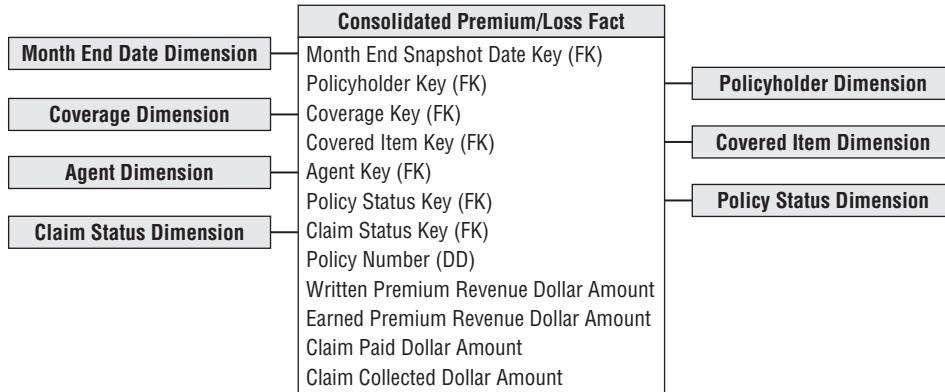 Consolidated Premium/Loss Fact
Month End Date Dimension
Month End Snapshot Date Key (FK)
Policyholder Key (FK)
Policyholder Dimension
Coverage Dimension
Coverage Key (FK)
Covered Item Key (FK)
Covered Item Dimension
Agent Dimension
Agent Key (FK)
Policy Status Key (FK)
Policy Status Dimension
Claim Status Dimension
Claim Status Key (FK)
Policy Number (DD)
Written Premium Revenue Dollar Amount
Earned Premium Revenue Dollar Amount
Claim Paid Dollar Amount
Claim Collected Dollar Amount